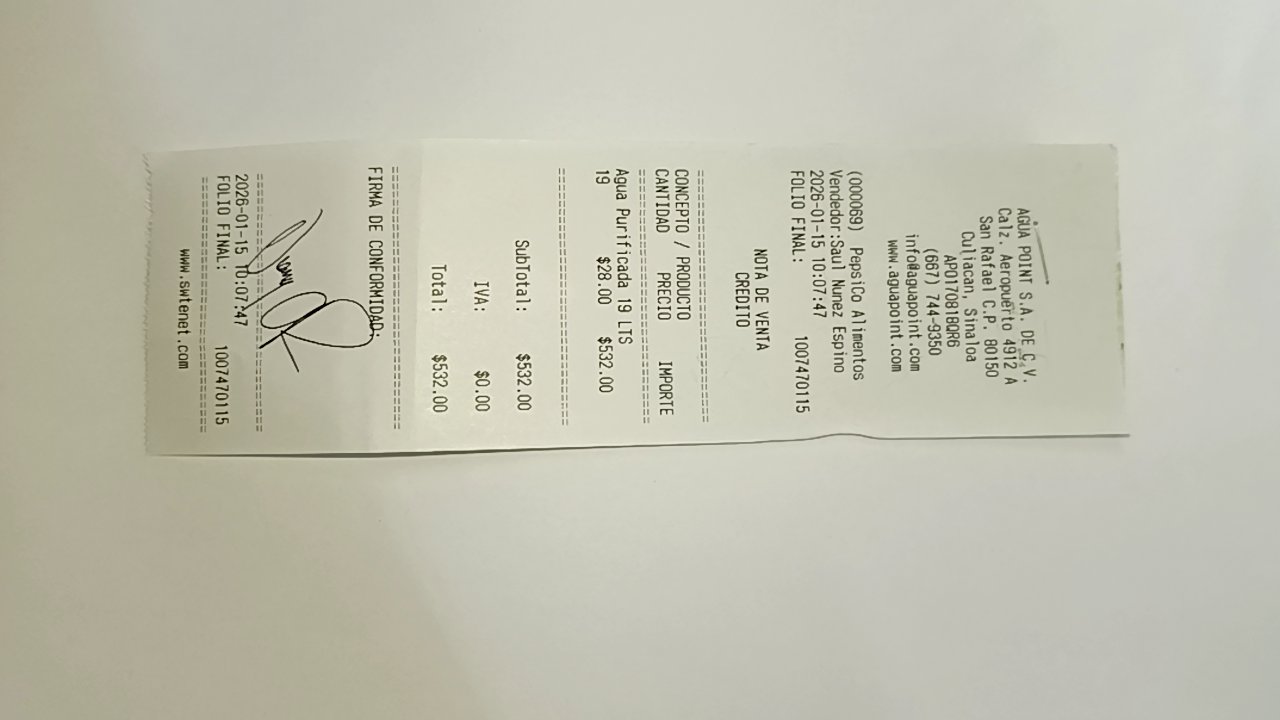 AGUA POINT S.A. DE C.V.
Calz. Aeropuerto 4912 A
San Rafael C.P. 80150
Culiacan, Sinaloa
APO170818QR6
(667) 744-9350
info@aguapoint.com
www.aguapoint.com
(000069) PepsiCo Alimentos
Vendedor:Saul Nunez Espino
2026-01-15 10:07:47
FOLIO FINAL: 1007470115
NOTA DE VENTA
CREDITO
CONCEPTO / PRODUCTO
CANTIDAD PRECIO IMPORTE
Agua Purificada 19 LTS
19 $28.00 $532.00
SubTotal: $532.00
IVA: $0.00
Total: $532.00
FIRMA DE CONFORMIDAD:
2026-01-15 10:07:47
FOLIO FINAL: 1007470115
www.swtenet.com